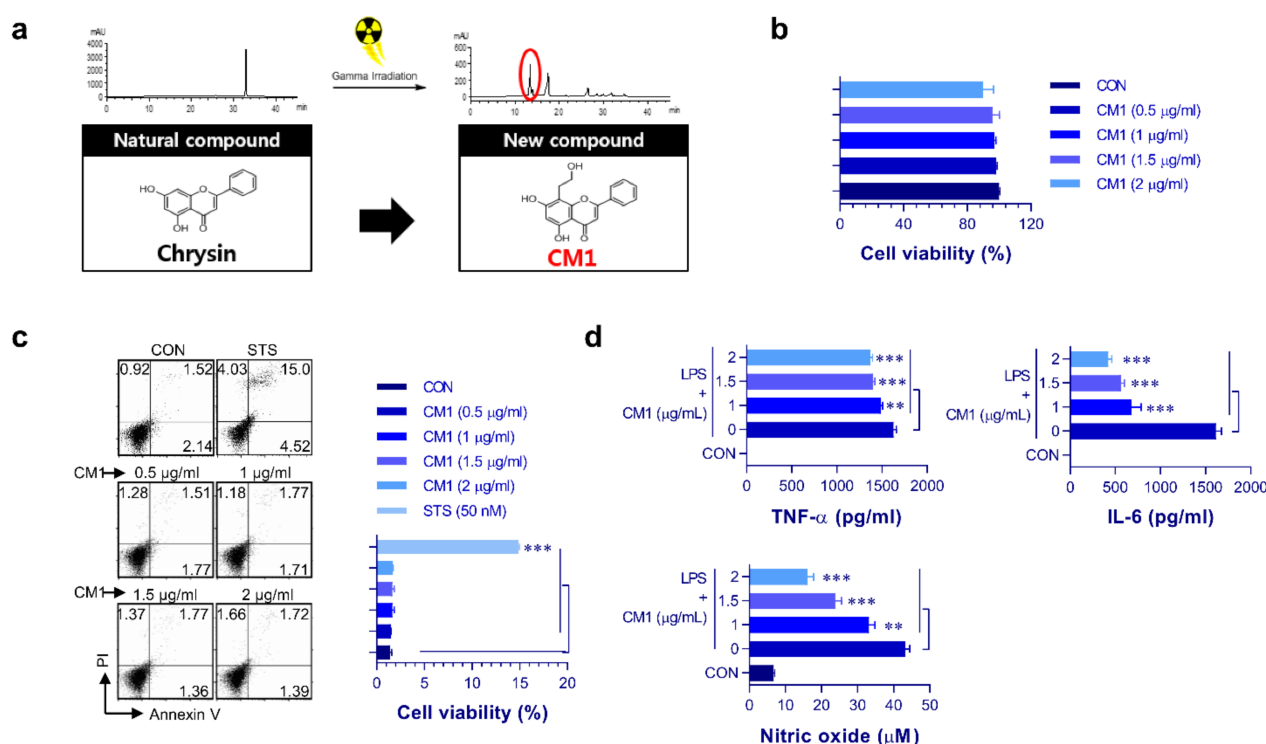 a
mAU
4000
3000
2000
1000
0
0 10 20 30 40 min
Gamma Irradiation
mAU
600
400
200
0
0 10 20 30 40 min
Natural compound
HO
O
OH O
Chrysin
New compound
OH
HO
O
OH O
CM1
b
CON
CM1 (0.5 μg/ml)
CM1 (1 μg/ml)
CM1 (1.5 μg/ml)
CM1 (2 μg/ml)
0 40 80 120
Cell viability (%)
c
CON STS
0.92 1.52 4.03 15.0
2.14 4.52
CM1 0.5 μg/ml 1 μg/ml
1.28 1.51 1.18 1.77
1.77 1.71
CM1 1.5 μg/ml 2 μg/ml
1.37 1.77 1.66 1.72
1.36 1.39
PI
Annexin V
CON
CM1 (0.5 μg/ml)
CM1 (1 μg/ml)
CM1 (1.5 μg/ml)
CM1 (2 μg/ml)
STS (50 nM)
***
0 5 10 15 20
Cell viability (%)
d
LPS
+
CM1 (μg/mL)
2 ***
1.5 ***
1 **
0
CON
0 500 1000 1500 2000
TNF-α (pg/ml)
LPS
+
CM1 (μg/mL)
2 ***
1.5 ***
1 ***
0
CON
0 500 1000 1500 2000
IL-6 (pg/ml)
LPS
+
CM1 (μg/mL)
2 ***
1.5 ***
1 **
0
CON
0 10 20 30 40 50
Nitric oxide (μM)